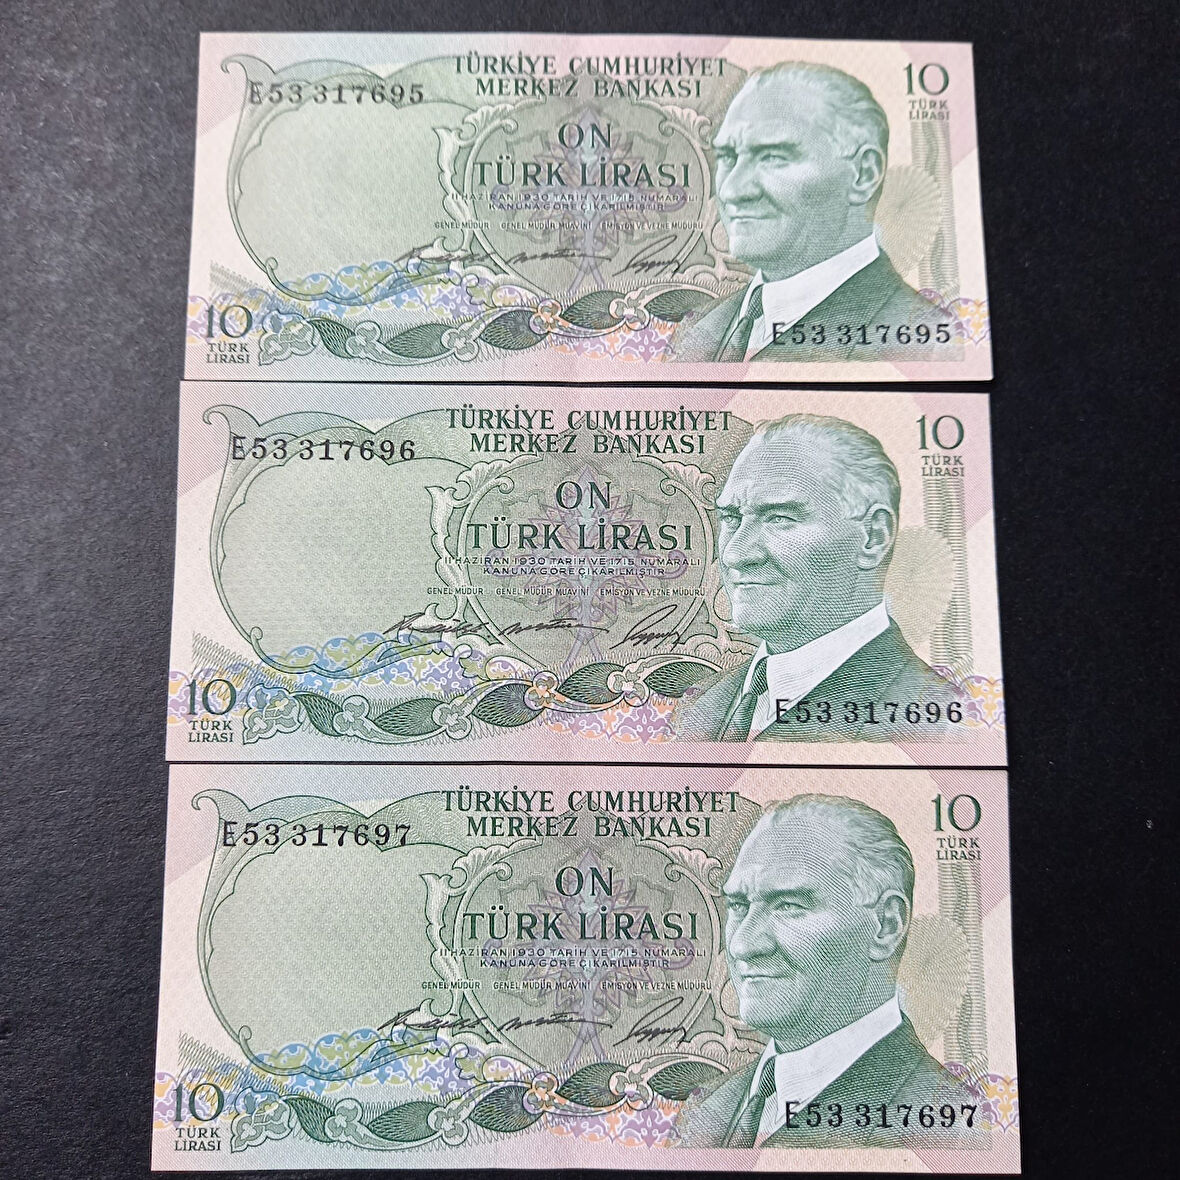 TÜRKİYE CUMHURİYET
MERKEZ BANKASI
10
TÜRK
LİRASI
E53 317695
ON
TÜRK LİRASI
11 HAZİRAN 1930 TARİH VE 1715 NUMARALI
KANUNA GÖRE ÇIKARILMIŞTIR
GENEL MÜDÜR GENEL MÜDÜR MUAVİNİ EMİSYON VE VEZNE MÜDÜRÜ
10
TÜRK
LİRASI
E53 317695
TÜRKİYE CUMHURİYET
MERKEZ BANKASI
10
TÜRK
LİRASI
E53 317696
ON
TÜRK LİRASI
11 HAZİRAN 1930 TARİH VE 1715 NUMARALI
KANUNA GÖRE ÇIKARILMIŞTIR
GENEL MÜDÜR GENEL MÜDÜR MUAVİNİ EMİSYON VE VEZNE MÜDÜRÜ
10
TÜRK
LİRASI
E53 317696
TÜRKİYE CUMHURİYET
MERKEZ BANKASI
10
TÜRK
LİRASI
E53 317697
ON
TÜRK LİRASI
11 HAZİRAN 1930 TARİH VE 1715 NUMARALI
KANUNA GÖRE ÇIKARILMIŞTIR
GENEL MÜDÜR GENEL MÜDÜR MUAVİNİ EMİSYON VE VEZNE MÜDÜRÜ
10
TÜRK
LİRASI
E53 317697